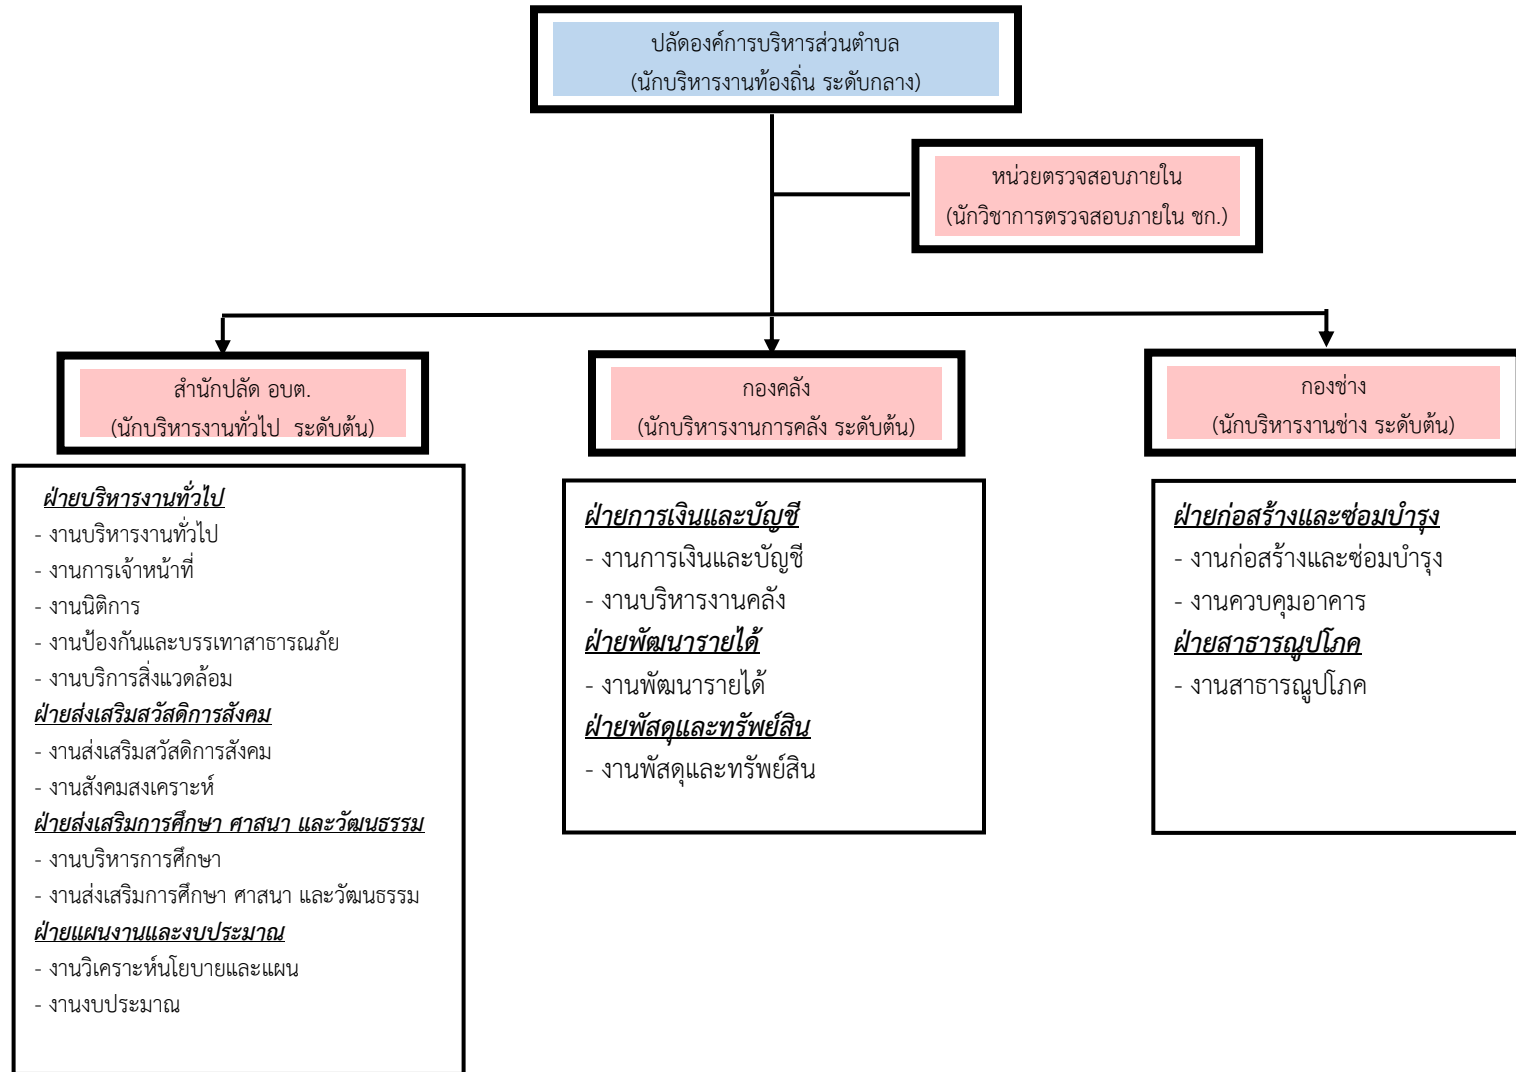 ปลัดองค์การบริหารส่วนตำบล
(นักบริหารงานท้องถิ่น ระดับกลาง)
หน่วยตรวจสอบภายใน
(นักวิชาการตรวจสอบภายใน ชก.)
สำนักปลัด อบต.
(นักบริหารงานทั่วไป ระดับต้น)
กองคลัง
(นักบริหารงานการคลัง ระดับต้น)
กองช่าง
(นักบริหารงานช่าง ระดับต้น)
ฝ่ายบริหารงานทั่วไป
- งานบริหารงานทั่วไป
- งานการเจ้าหน้าที่
- งานนิติการ
- งานป้องกันและบรรเทาสาธารณภัย
- งานบริการสิ่งแวดล้อม
ฝ่ายส่งเสริมสวัสดิการสังคม
- งานส่งเสริมสวัสดิการสังคม
- งานสังคมสงเคราะห์
ฝ่ายส่งเสริมการศึกษา ศาสนา และวัฒนธรรม
- งานบริหารการศึกษา
- งานส่งเสริมการศึกษา ศาสนา และวัฒนธรรม
ฝ่ายแผนงานและงบประมาณ
- งานวิเคราะห์นโยบายและแผน
- งานงบประมาณ
ฝ่ายการเงินและบัญชี
- งานการเงินและบัญชี
- งานบริหารงานคลัง
ฝ่ายพัฒนารายได้
- งานพัฒนารายได้
ฝ่ายพัสดุและทรัพย์สิน
- งานพัสดุและทรัพย์สิน
ฝ่ายก่อสร้างและซ่อมบำรุง
- งานก่อสร้างและซ่อมบำรุง
- งานควบคุมอาคาร
ฝ่ายสาธารณูปโภค
- งานสาธารณูปโภค